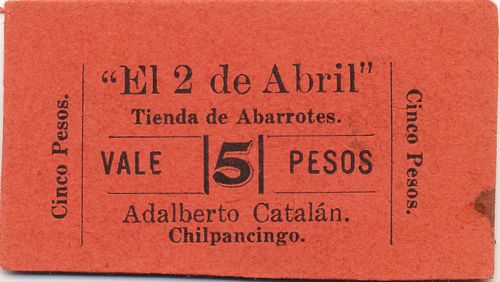 "El 2 de Abril"
Tienda de Abarrotes.
VALE 5 PESOS
Adalberto Catalán.
Chilpancingo.
Cinco Pesos.
Cinco Pesos.